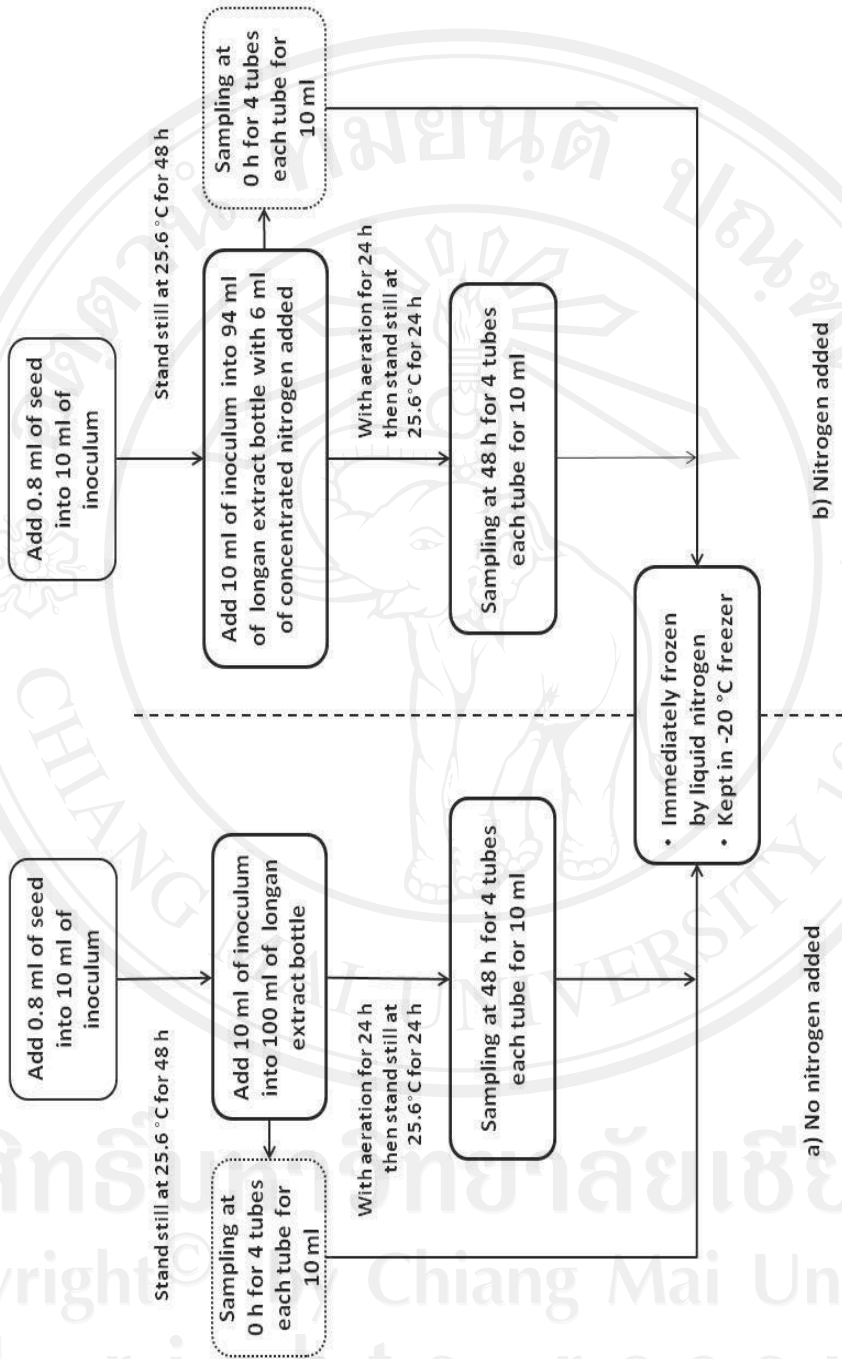 Add 0.8 ml of seed
into 10 ml of
inoculum
Stand still at 25.6 °C for 48 h
Add 10 ml of inoculum
into 100 ml of longan
extract bottle
Sampling at
0 h for 4 tubes
each tube for
10 ml
With aeration for 24 h
then stand still at
25.6°C for 24 h
Sampling at 48 h for 4 tubes
each tube for 10 ml
a) No nitrogen added
Add 0.8 ml of seed
into 10 ml of
inoculum
Stand still at 25.6 °C for 48 h
Add 10 ml of inoculum into 94 ml
of longan extract bottle with 6 ml
of concentrated nitrogen added
Sampling at
0 h for 4 tubes
each tube for
10 ml
With aeration for 24 h
then stand still at
25.6°C for 24 h
Sampling at 48 h for 4 tubes
each tube for 10 ml
b) Nitrogen added
• Immediately frozen
by liquid nitrogen
• Kept in -20 °C freezer
CHIANG MAI UNIVERSITY
Chiang Mai Un